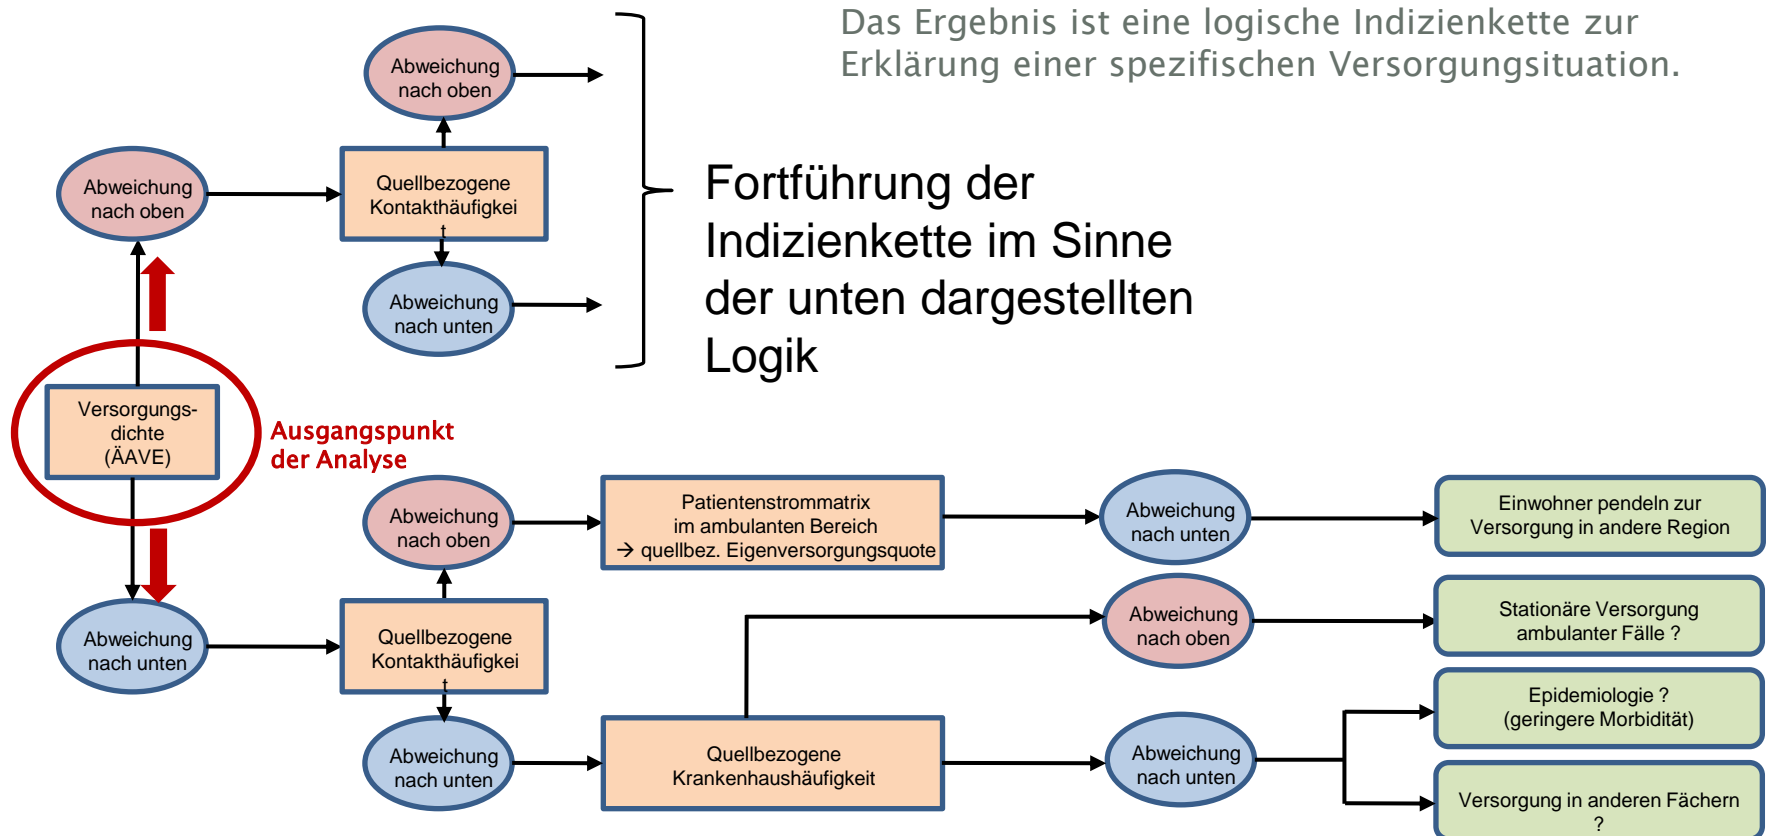 Das Ergebnis ist eine logische Indizienkette zur
Erklärung einer spezifischen Versorgungsituation.
Abweichung
nach oben
Abweichung
nach oben
Quellbezogene
Kontakthäufigkei
t
Abweichung
nach unten
Fortführung der
Indizienkette im Sinne
der unten dargestellten
Logik
Versorgungs-
dichte
(ÄAVE)
Ausgangspunkt
der Analyse
Abweichung
nach oben
Patientenstrommatrix
im ambulanten Bereich
→ quellbez. Eigenversorgungsquote
Abweichung
nach unten
Einwohner pendeln zur
Versorgung in andere Region
Abweichung
nach unten
Quellbezogene
Kontakthäufigkei
t
Abweichung
nach oben
Stationäre Versorgung
ambulanter Fälle ?
Abweichung
nach unten
Quellbezogene
Krankenhaushäufigkeit
Abweichung
nach unten
Epidemiologie ?
(geringere Morbidität)
Versorgung in anderen Fächern
?